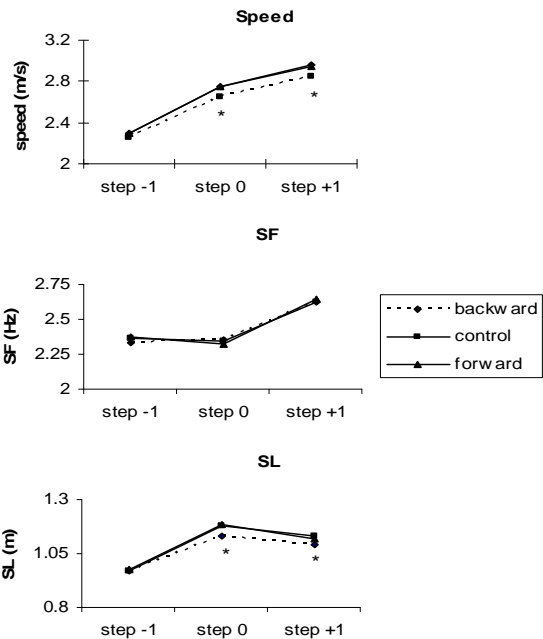 Speed
speed (m/s)
3.2
2.8
2.4
2
*
*
step -1 step 0 step +1
SF
SF (Hz)
2.75
2.5
2.25
2
step -1 step 0 step +1
backward
control
forward
SL
SL (m)
1.3
1.05
0.8
*
*
step -1 step 0 step +1